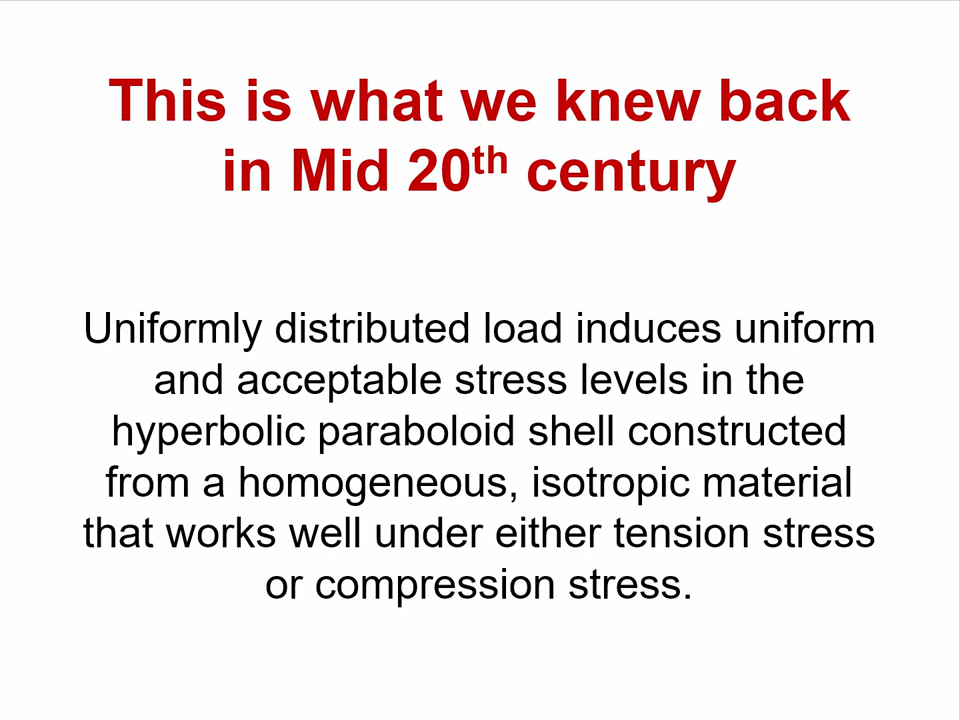 This is what we knew back
in Mid 20th century
Uniformly distributed load induces uniform
and acceptable stress levels in the
hyperbolic paraboloid shell constructed
from a homogeneous, isotropic material
that works well under either tension stress
or compression stress.